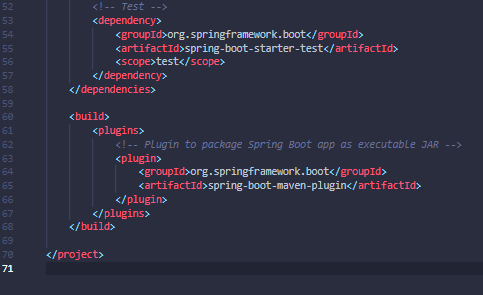 52 <!-- Test -->
53 <dependency>
54 <groupId>org.springframework.boot</groupId>
55 <artifactId>spring-boot-starter-test</artifactId>
56 <scope>test</scope>
57 </dependency>
58 </dependencies>
59
60 <build>
61 <plugins>
62 <!-- Plugin to package Spring Boot app as executable JAR -->
63 <plugin>
64 <groupId>org.springframework.boot</groupId>
65 <artifactId>spring-boot-maven-plugin</artifactId>
66 </plugin>
67 </plugins>
68 </build>
69
70 </project>
71